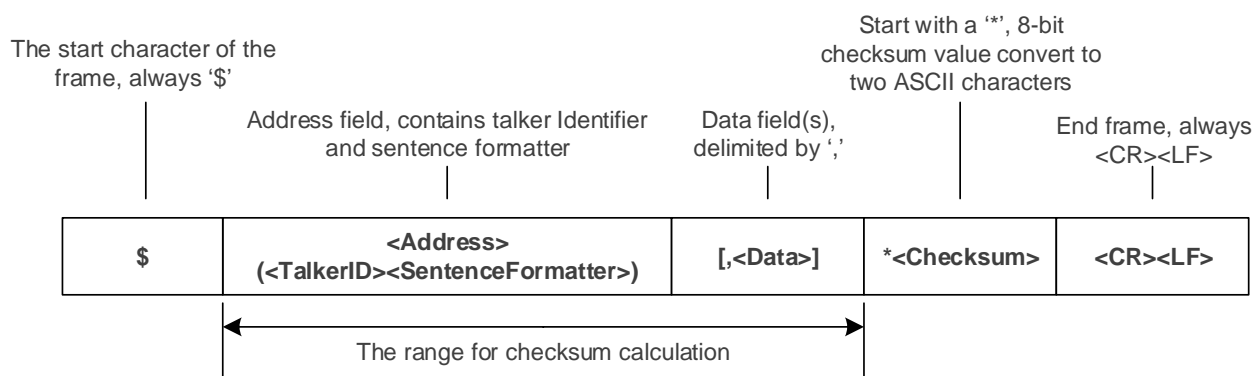 The start character of the
frame, always ‘$’
Address field, contains talker Identifier
and sentence formatter
Data field(s),
delimited by ‘,’
Start with a ‘*’, 8-bit
checksum value convert to
two ASCII characters
End frame, always
<CR><LF>
$
<Address>
(<TalkerID><SentenceFormatter>)
[,<Data>]
*<Checksum>
<CR><LF>
The range for checksum calculation